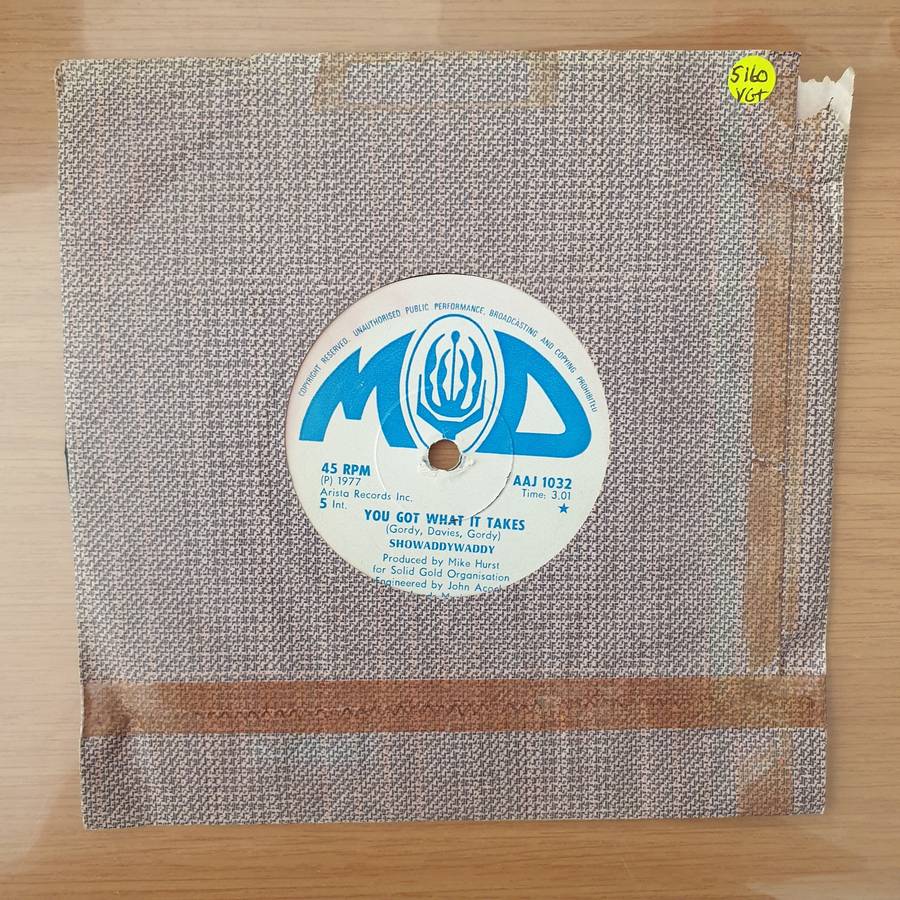 5160
VG+
COPYRIGHT RESERVED. UNAUTHORISED PUBLIC PERFORMANCE, BROADCASTING AND COPYING PROHIBITED
MOD
45 RPM
(P) 1977
Arista Records Inc.
5 Int.
AAJ 1032
Time: 3.01
YOU GOT WHAT IT TAKES
(Gordy, Davies, Gordy)
SHOWADDYWADDY
Produced by Mike Hurst
for Solid Gold Organisation
Engineered by John